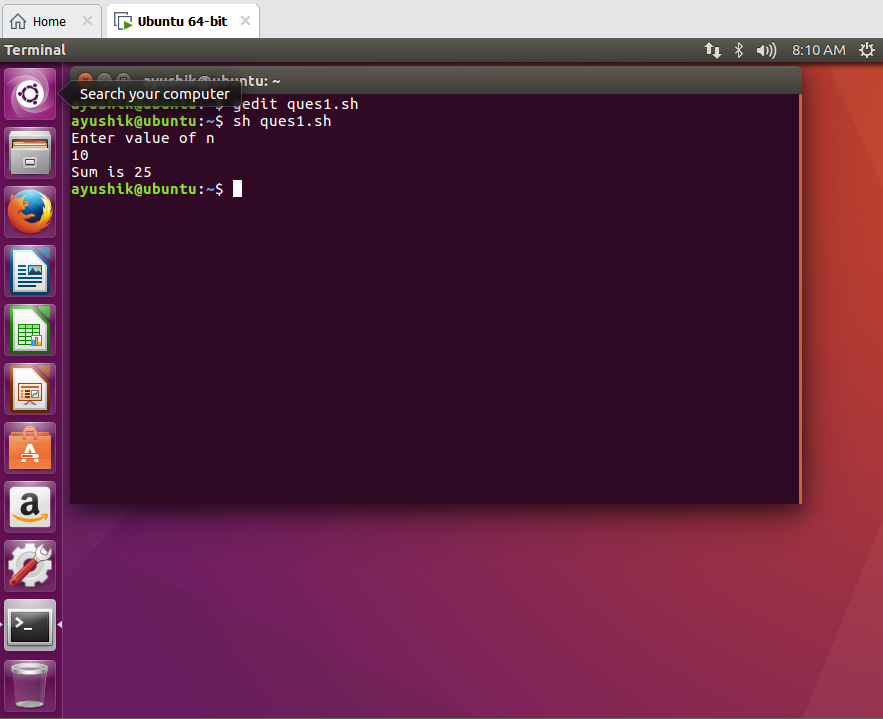 Home
Ubuntu 64-bit
Terminal
8:10 AM
ayushik@ubuntu: ~
Search your computer
ayushik@ubuntu:~$ gedit ques1.sh
ayushik@ubuntu:~$ sh ques1.sh
Enter value of n
10
Sum is 25
ayushik@ubuntu:~$